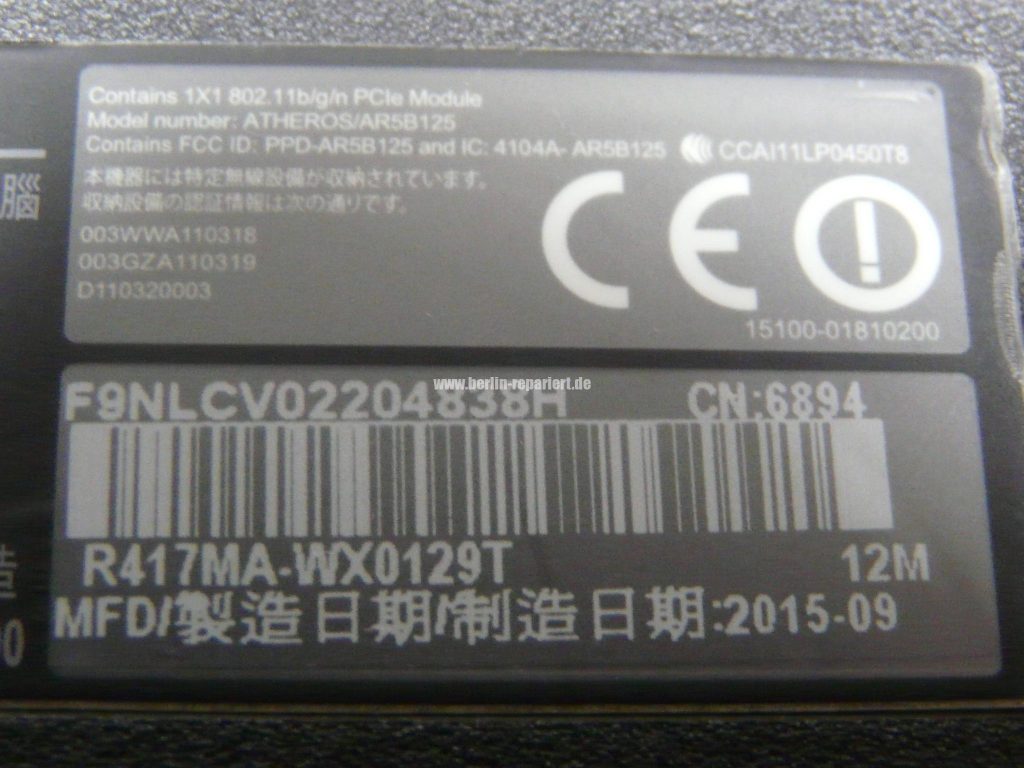 Contains 1X1 802.11b/g/n PCIe Module
Model number: ATHEROS/AR5B125
Contains FCC ID: PPD-AR5B125 and IC: 4104A- AR5B125 CCAI11LP0450T8
本機器には特定無線設備が収納されています。
収納設備の認証情報は次の通りです。
003WWA110318
003GZA110319
D110320003
CE
15100-01810200
腦
www.berlin-repariert.de
F9NLCV02204838H CN:6894
R417MA-WX0129T 12M
MFD/製造日期/制造日期:2015-09